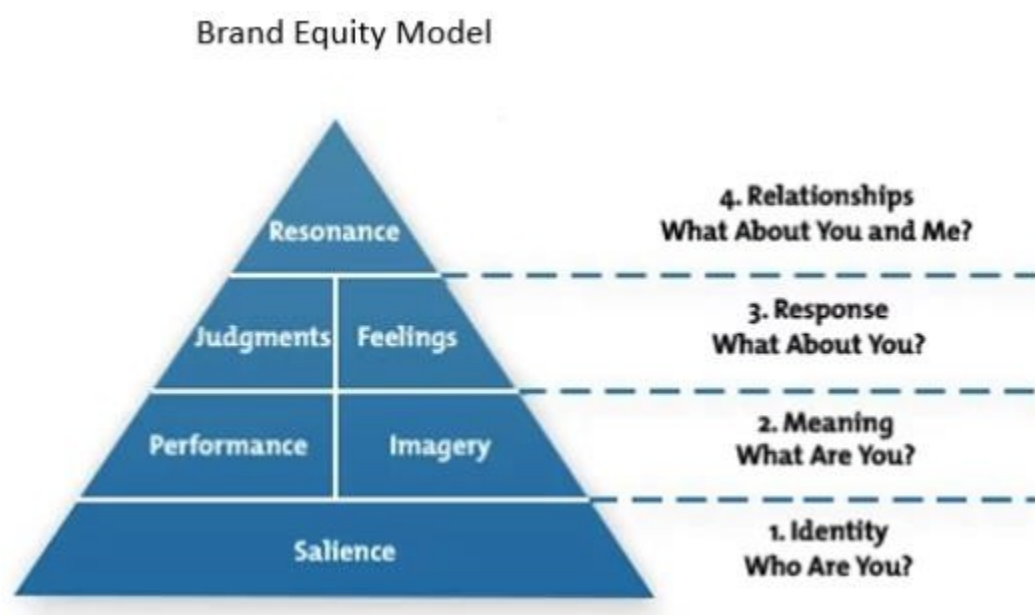 Brand Equity Model
Resonance
4. Relationships
What About You and Me?
Judgments Feelings
3. Response
What About You?
Performance Imagery
2. Meaning
What Are You?
Salience
1. Identity
Who Are You?